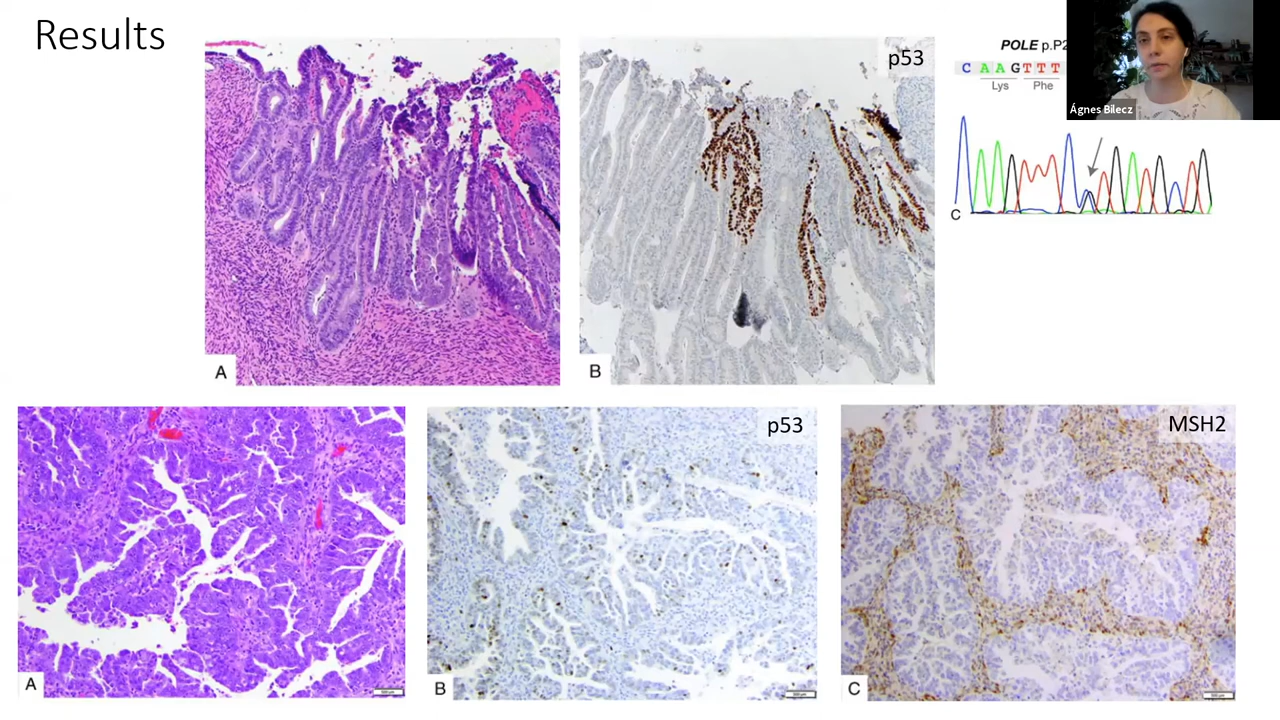 Results
p53
POLE p.P2
C A A G T T T
Lys Phe
Ágnes Bilecz
C
A
B
p53
MSH2
A
B
C